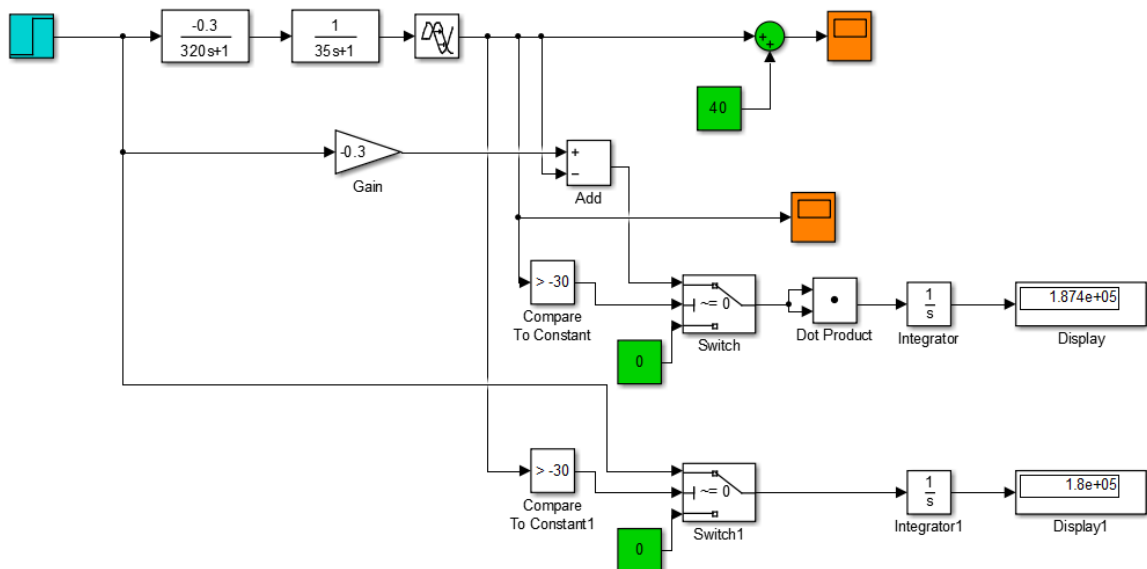 -0.3
320s+1
1
35s+1
+
+
40
-0.3
Gain
+
−
Add
> -30
Compare
To Constant
~= 0
Switch
0
Dot Product
1
s
Integrator
1.874e+05
Display
> -30
Compare
To Constant1
~= 0
Switch1
0
1
s
Integrator1
1.8e+05
Display1